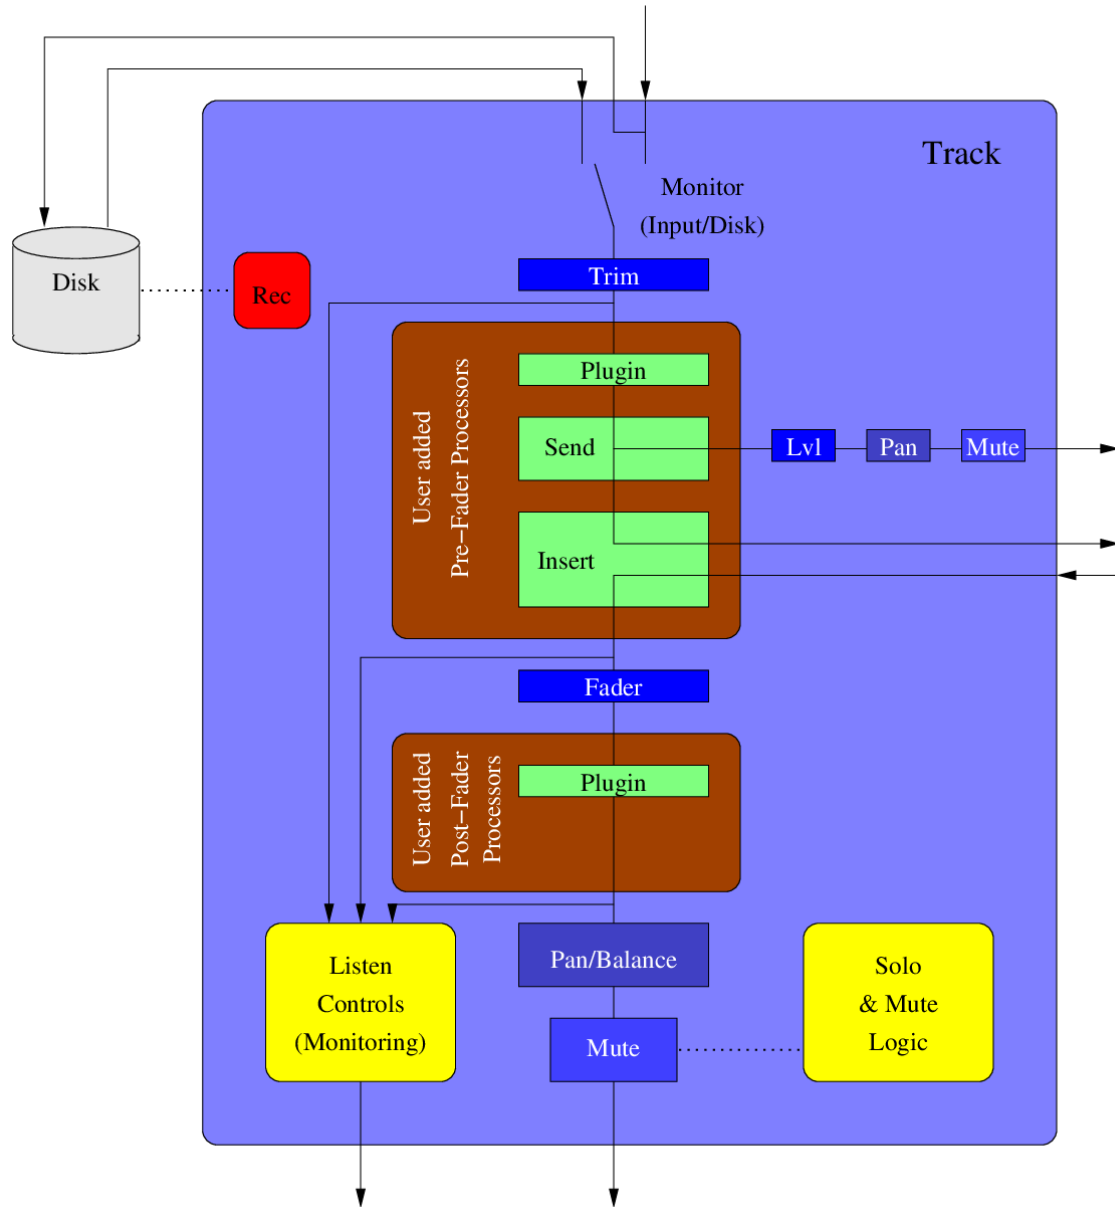 Track
Monitor
(Input/Disk)
Disk
Rec
Trim
User added
Pre−Fader Processors
Plugin
Send
Lvl
Pan
Mute
Insert
Fader
User added
Post−Fader
Processors
Plugin
Listen
Controls
(Monitoring)
Pan/Balance
Mute
Solo
& Mute
Logic